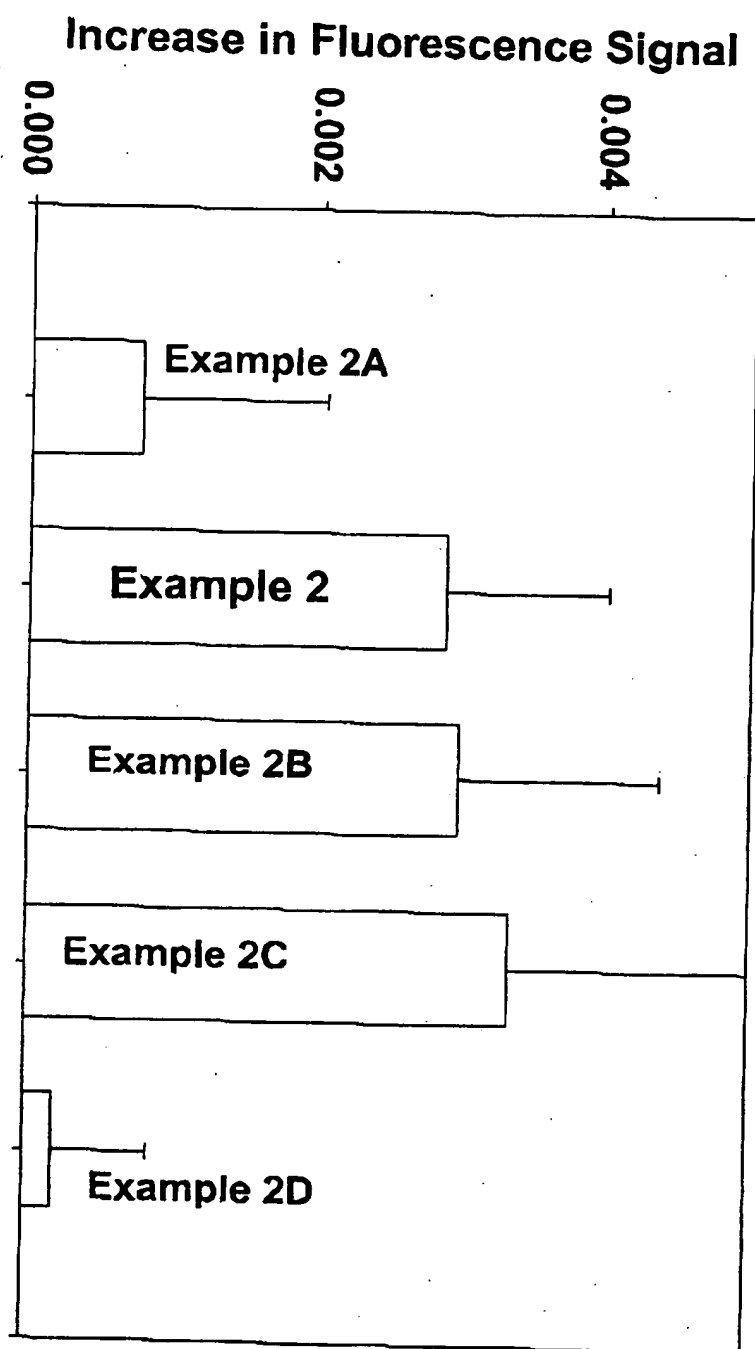 Increase in Fluorescence Signal
0.000
0.002
0.004
Example 2A
Example 2
Example 2B
Example 2C
Example 2D